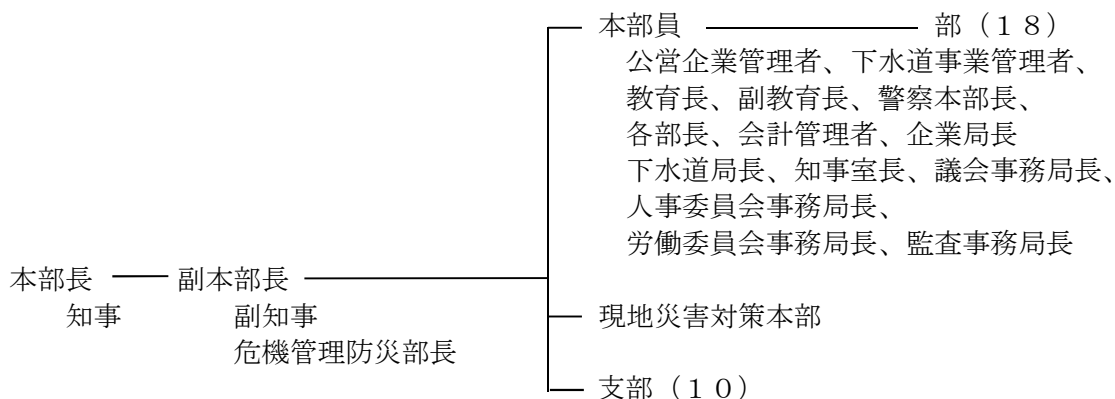 本部員 部（１８）
公営企業管理者、下水道事業管理者、
教育長、副教育長、警察本部長、
各部長、会計管理者、企業局長
下水道局長、知事室長、議会事務局長、
人事委員会事務局長、
労働委員会事務局長、監査事務局長
本部長 副本部長
知事 副知事
危機管理防災部長
現地災害対策本部
支部（１０）